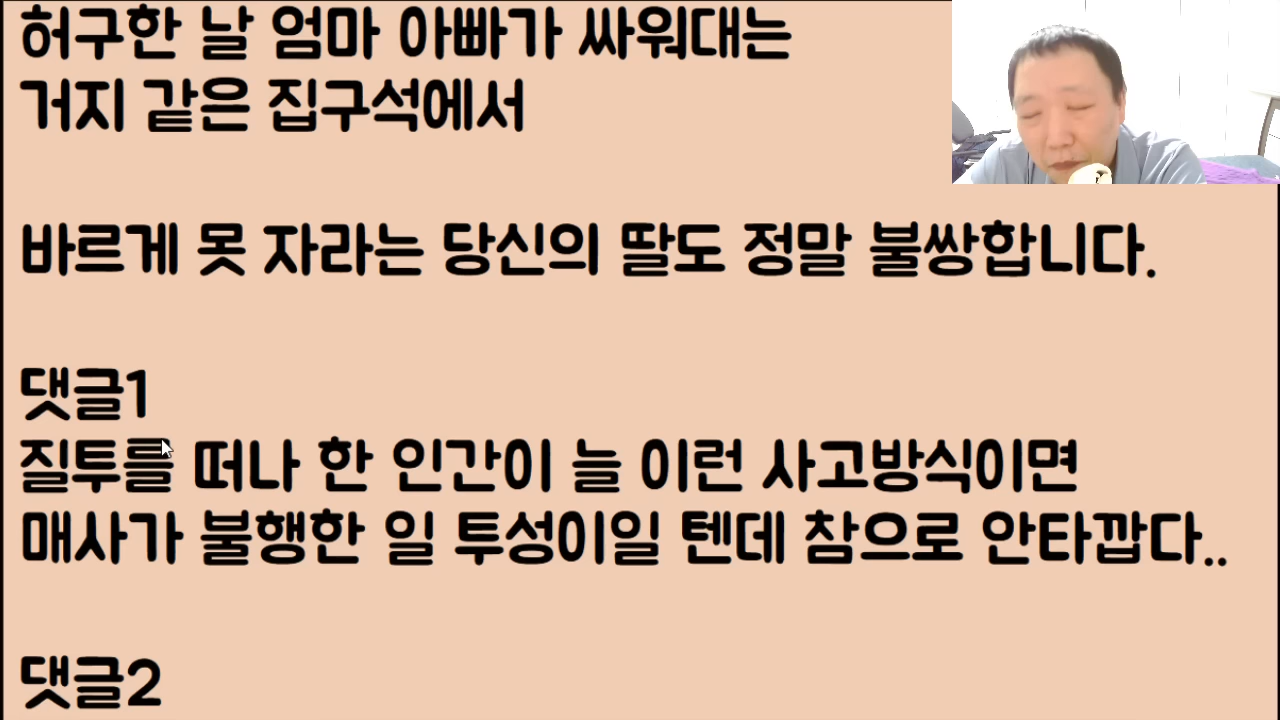 허구한 날 엄마 아빠가 싸워대는
거지 같은 집구석에서
바르게 못 자라는 당신의 딸도 정말 불쌍합니다.
댓글1
질투를 떠나 한 인간이 늘 이런 사고방식이면
매사가 불행한 일 투성이일 텐데 참으로 안타깝다..
댓글2